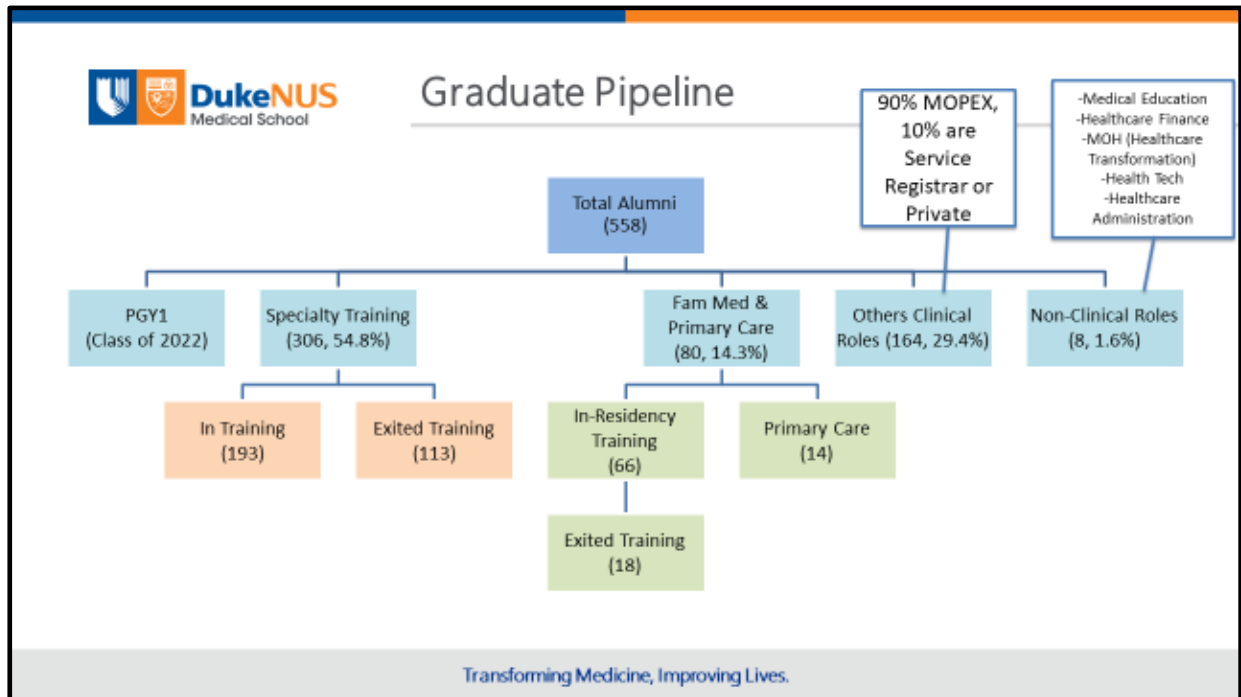 DukeNUS
Medical School
Graduate Pipeline
90% MOPEX,
10% are
Service
Registrar or
Private
-Medical Education
-Healthcare Finance
-MOH (Healthcare
Transformation)
-Health Tech
-Healthcare
Administration
Total Alumni
(558)
PGY1
(Class of 2022)
Specialty Training
(306, 54.8%)
Fam Med &
Primary Care
(80, 14.3%)
Others Clinical
Roles (164, 29.4%)
Non-Clinical Roles
(8, 1.6%)
In Training
(193)
Exited Training
(113)
In-Residency
Training
(66)
Primary Care
(14)
Exited Training
(18)
Transforming Medicine, Improving Lives.